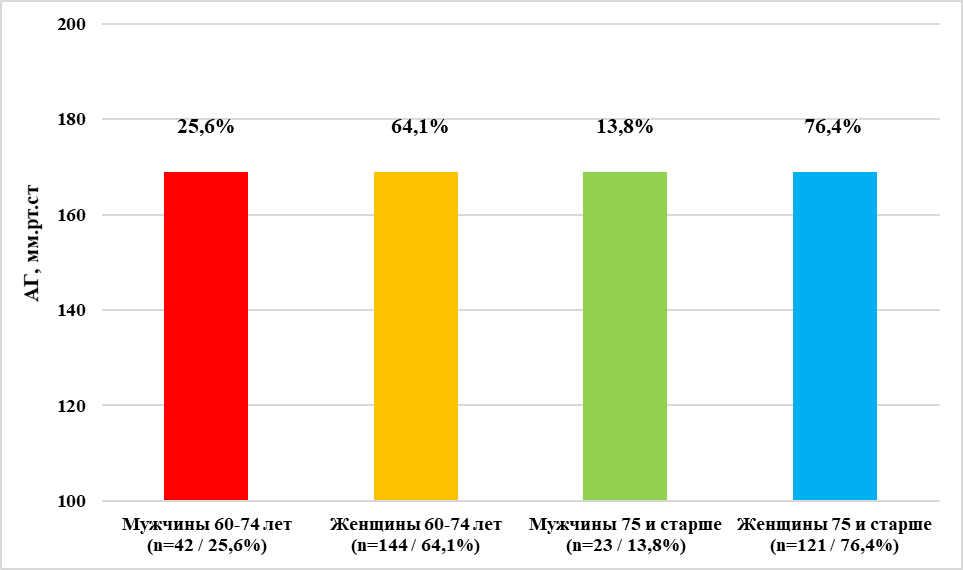 200
180
160
140
120
100
АГ, мм.рт.ст
25,6%
64,1%
13,8%
76,4%
Мужчины 60-74 лет
(n=42 / 25,6%)
Женщины 60-74 лет
(n=144 / 64,1%)
Мужчины 75 и старше
(n=23 / 13,8%)
Женщины 75 и старше
(n=121 / 76,4%)